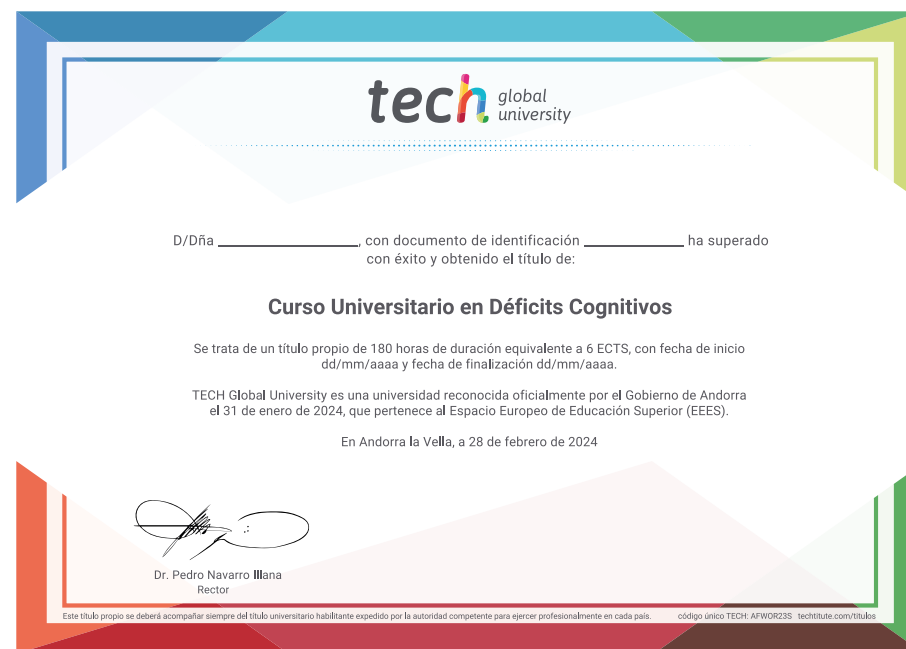 tech global
university
D/Dña ____________________, con documento de identificación ______________ ha superado
con éxito y obtenido el título de:
Curso Universitario en Déficits Cognitivos
Se trata de un título propio de 180 horas de duración equivalente a 6 ECTS, con fecha de inicio
dd/mm/aaaa y fecha de finalización dd/mm/aaaa.
TECH Global University es una universidad reconocida oficialmente por el Gobierno de Andorra
el 31 de enero de 2024, que pertenece al Espacio Europeo de Educación Superior (EEES).
En Andorra la Vella, a 28 de febrero de 2024
Dr. Pedro Navarro Illana
Rector
Este título propio se deberá acompañar siempre del título universitario habilitante expedido por la autoridad competente para ejercer profesionalmente en cada país. código único TECH: AFWOR23S techtitute.com/titulos